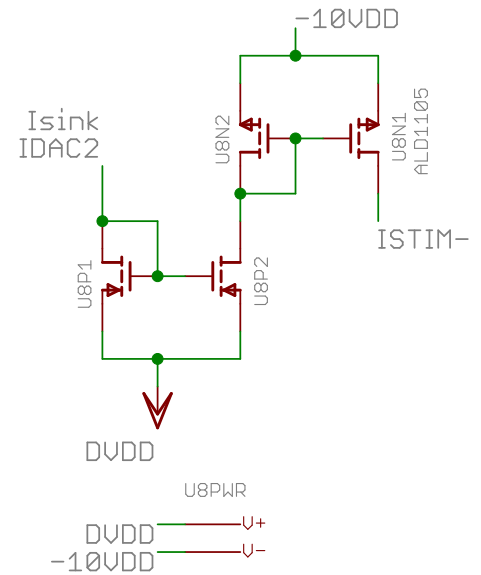 -10VDD
Isink
IDAC2
U8N2
U8N1
ALD1105
ISTIM-
U8P1
U8P2
DVDD
U8PWR
DVDD
V+
-10VDD
V-